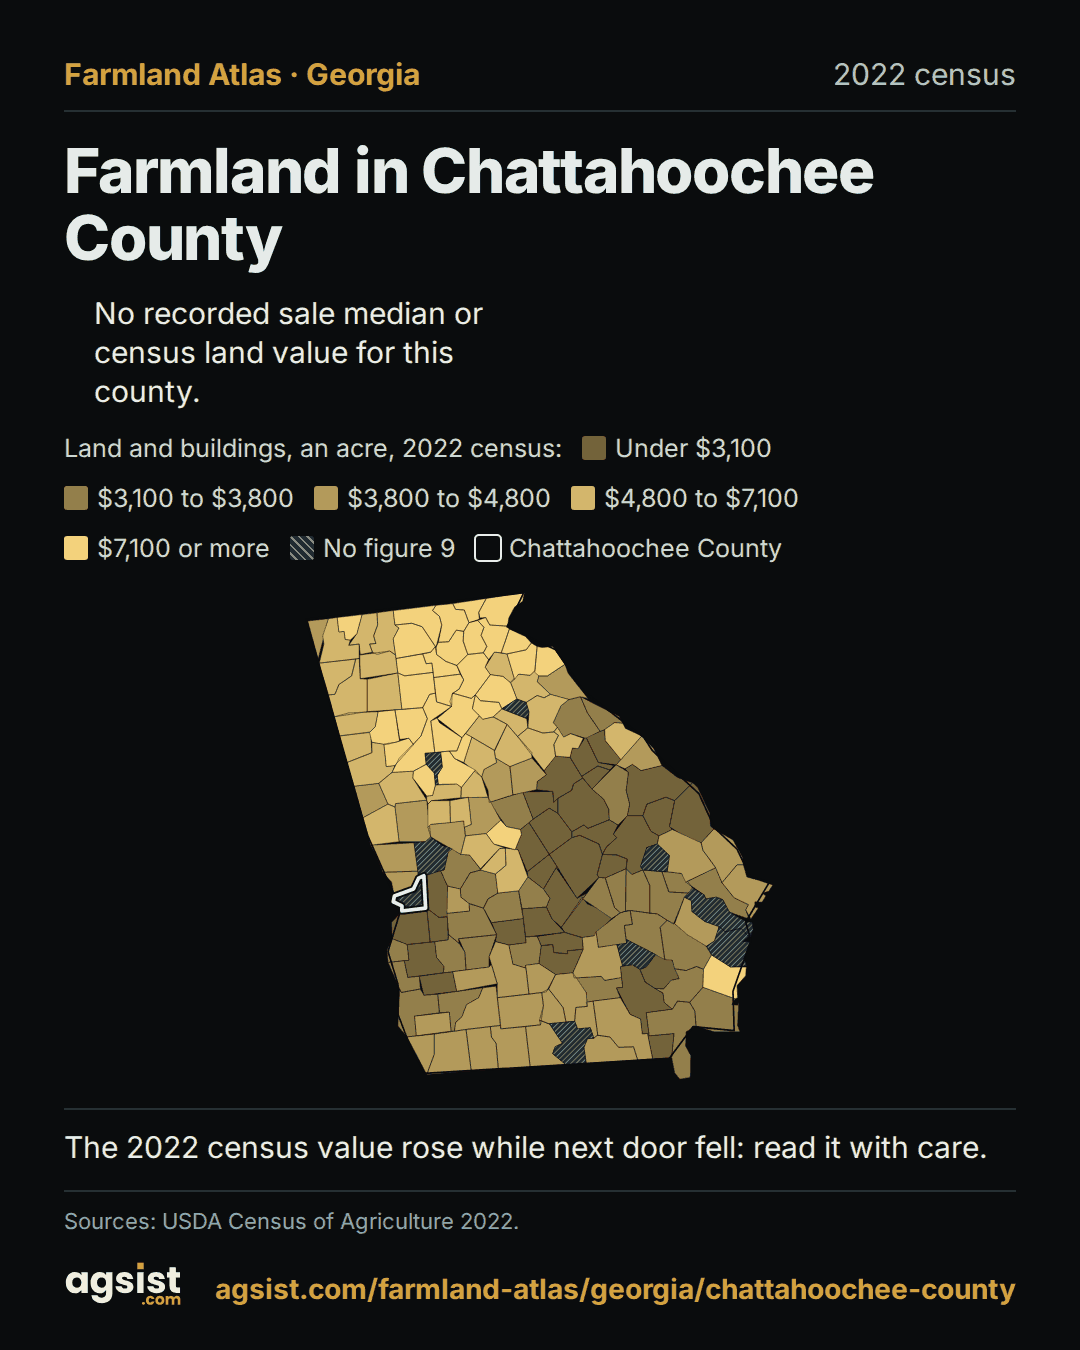 Farmland Atlas · Georgia
2022 census
Farmland in Chattahoochee
County
No recorded sale median or
census land value for this
county.
Land and buildings, an acre, 2022 census: Under $3,100
$3,100 to $3,800 $3,800 to $4,800 $4,800 to $7,100
$7,100 or more No figure 9 Chattahoochee County
The 2022 census value rose while next door fell: read it with care.
Sources: USDA Census of Agriculture 2022.
agsist
.com
agsist.com/farmland-atlas/georgia/chattahoochee-county